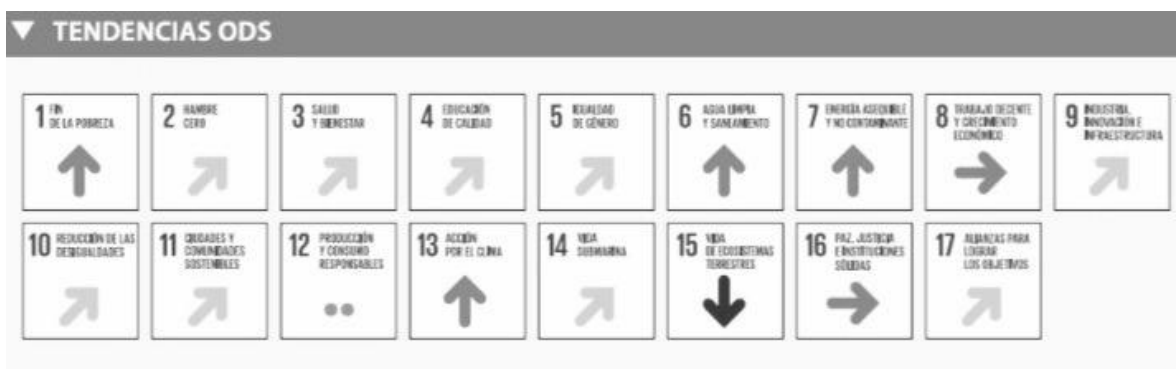 TENDENCIAS ODS
1 FIN
DE LA POBREZA
2 HAMBRE
CERO
3 SALUD
Y BIENESTAR
4 EDUCACIÓN
DE CALIDAD
5 IGUALDAD
DE GÉNERO
6 AGUA LIMPIA
Y SANEAMIENTO
7 ENERGÍA ASEQUIBLE
Y NO CONTAMINANTE
8 TRABAJO DECENTE
Y CRECIMIENTO
ECONÓMICO
9 INDUSTRIA,
INNOVACIÓN E
INFRAESTRUCTURA
10 REDUCCIÓN DE LAS
DESIGUALDADES
11 CIUDADES Y
COMUNIDADES
SOSTENIBLES
12 PRODUCCIÓN
Y CONSUMO
RESPONSABLES
13 ACCIÓN
POR EL CLIMA
14 VIDA
SUBMARINA
15 VIDA
DE ECOSISTEMAS
TERRESTRES
16 PAZ, JUSTICIA
E INSTITUCIONES
SÓLIDAS
17 ALIANZAS PARA
LOGRAR
LOS OBJETIVOS